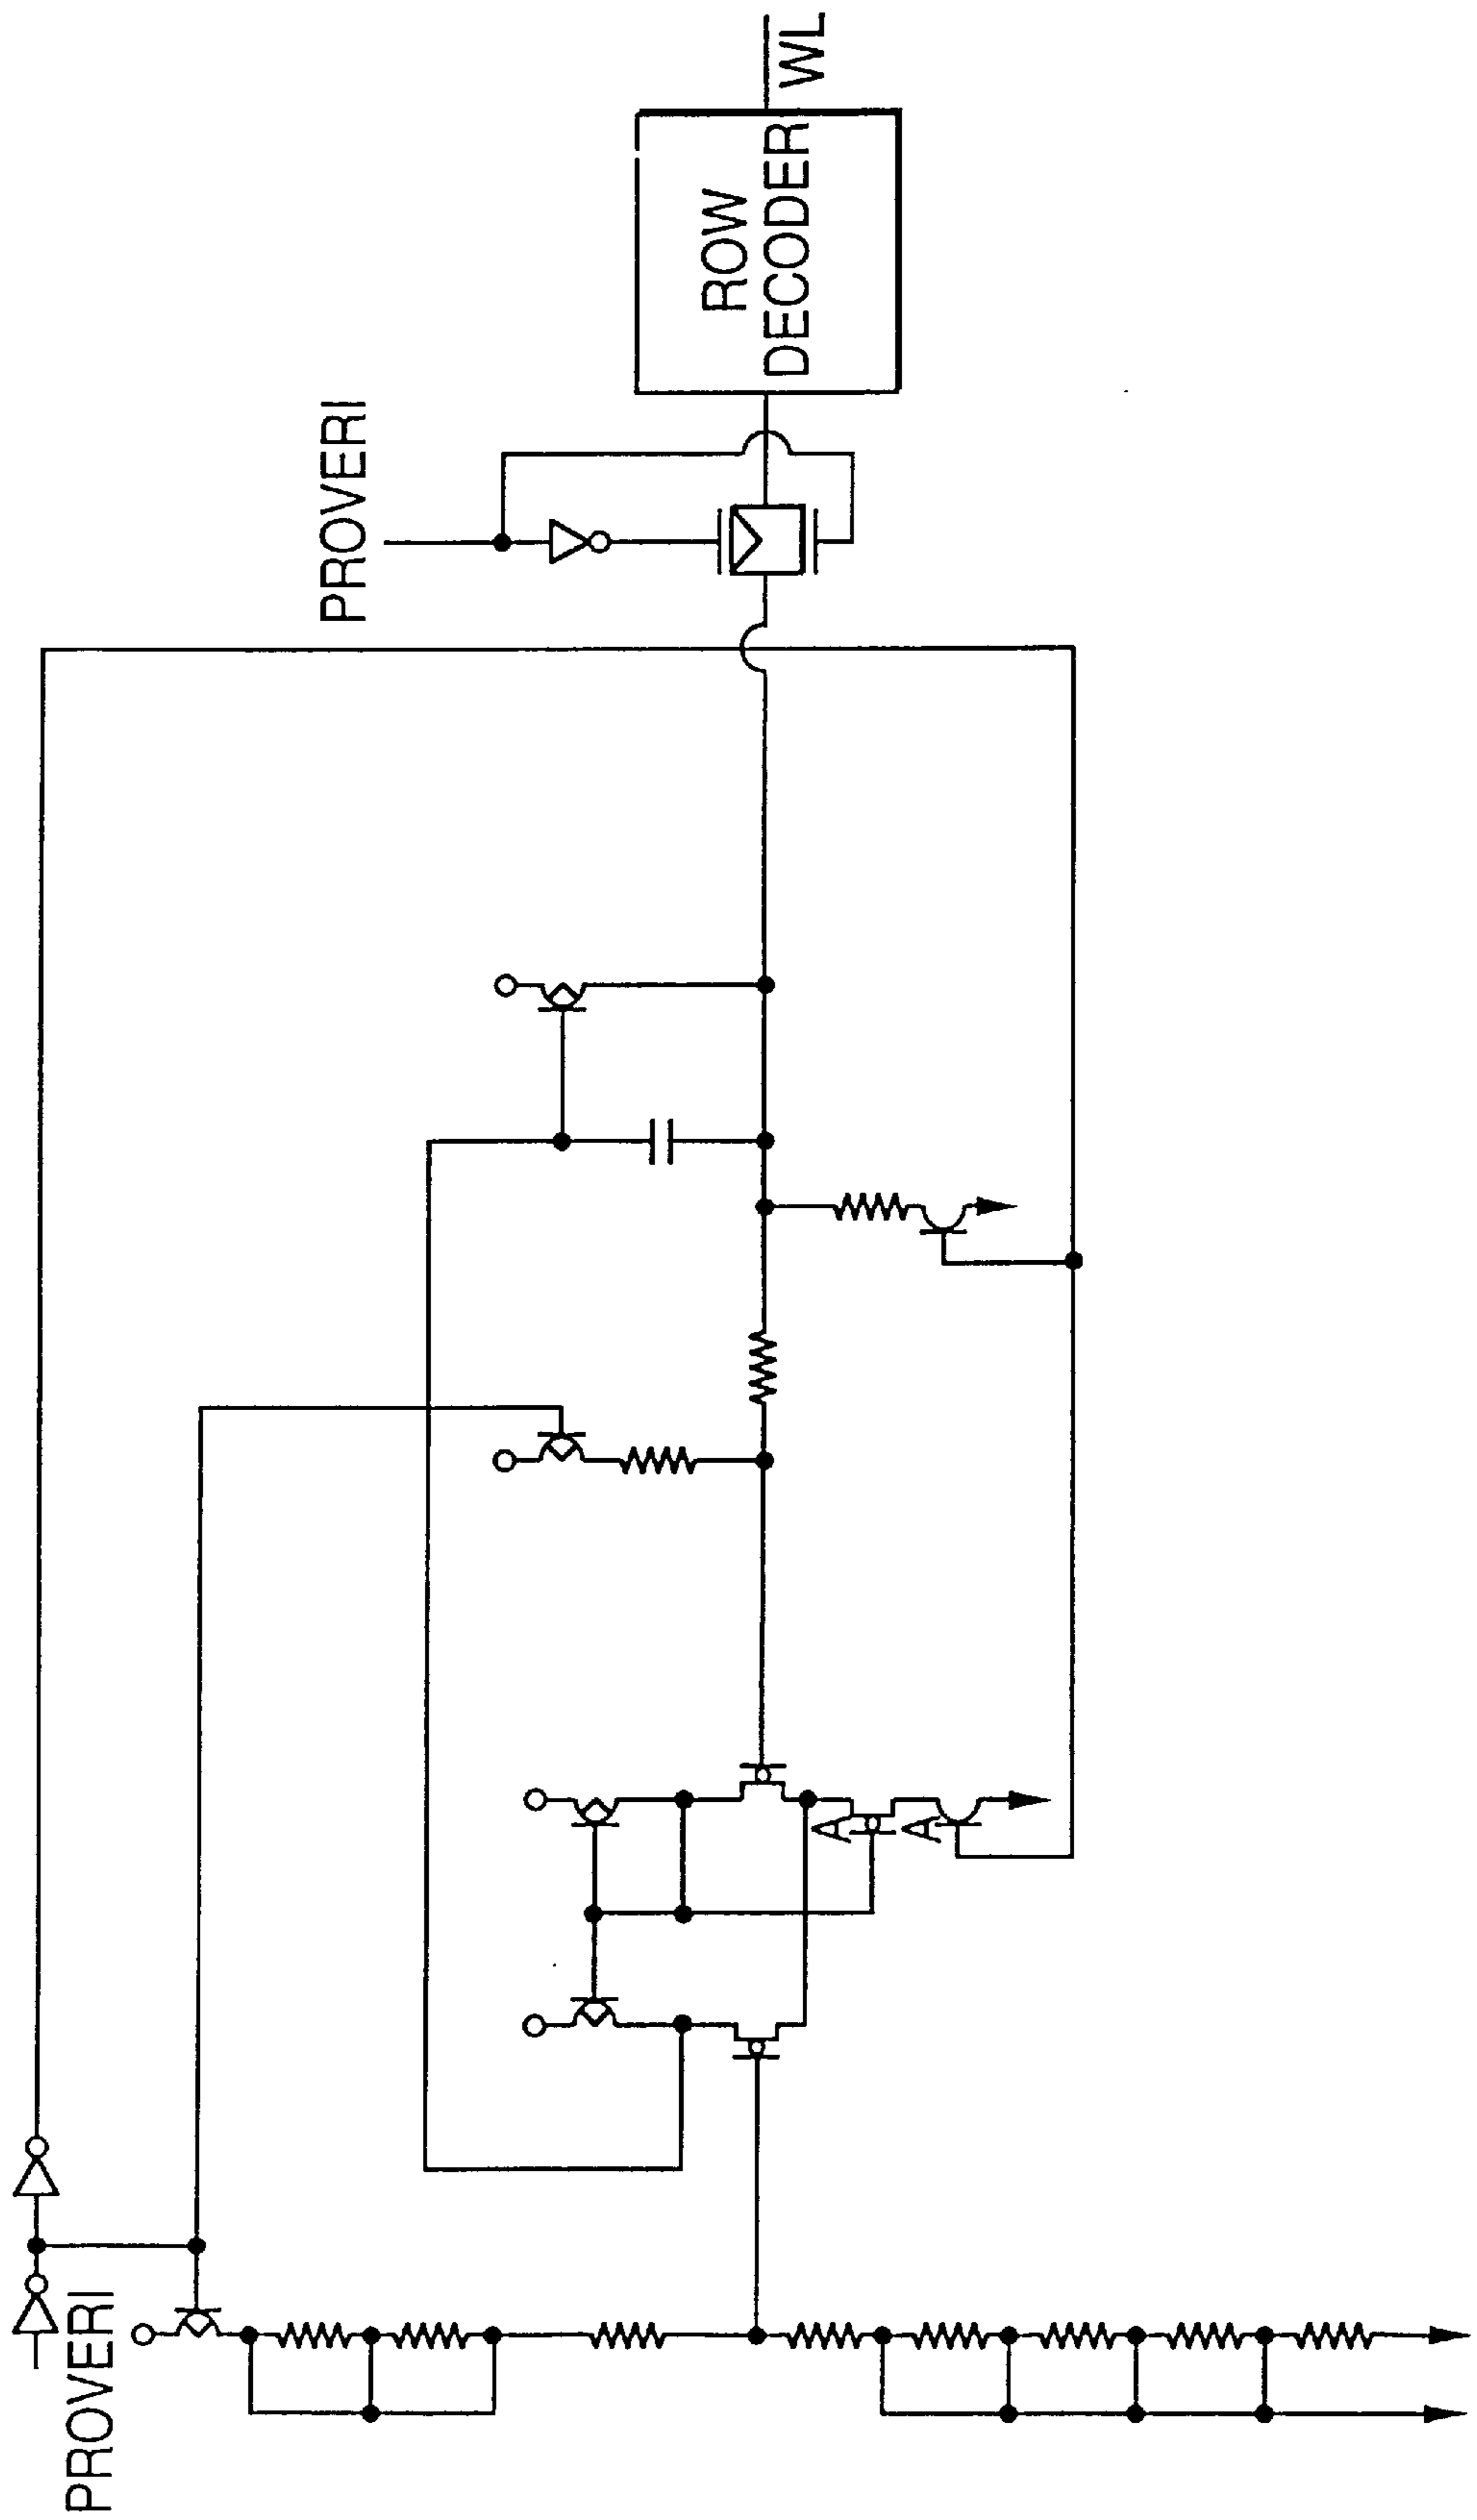 PROVERI
PROVERI
ROW
DECODER
WL
A
A